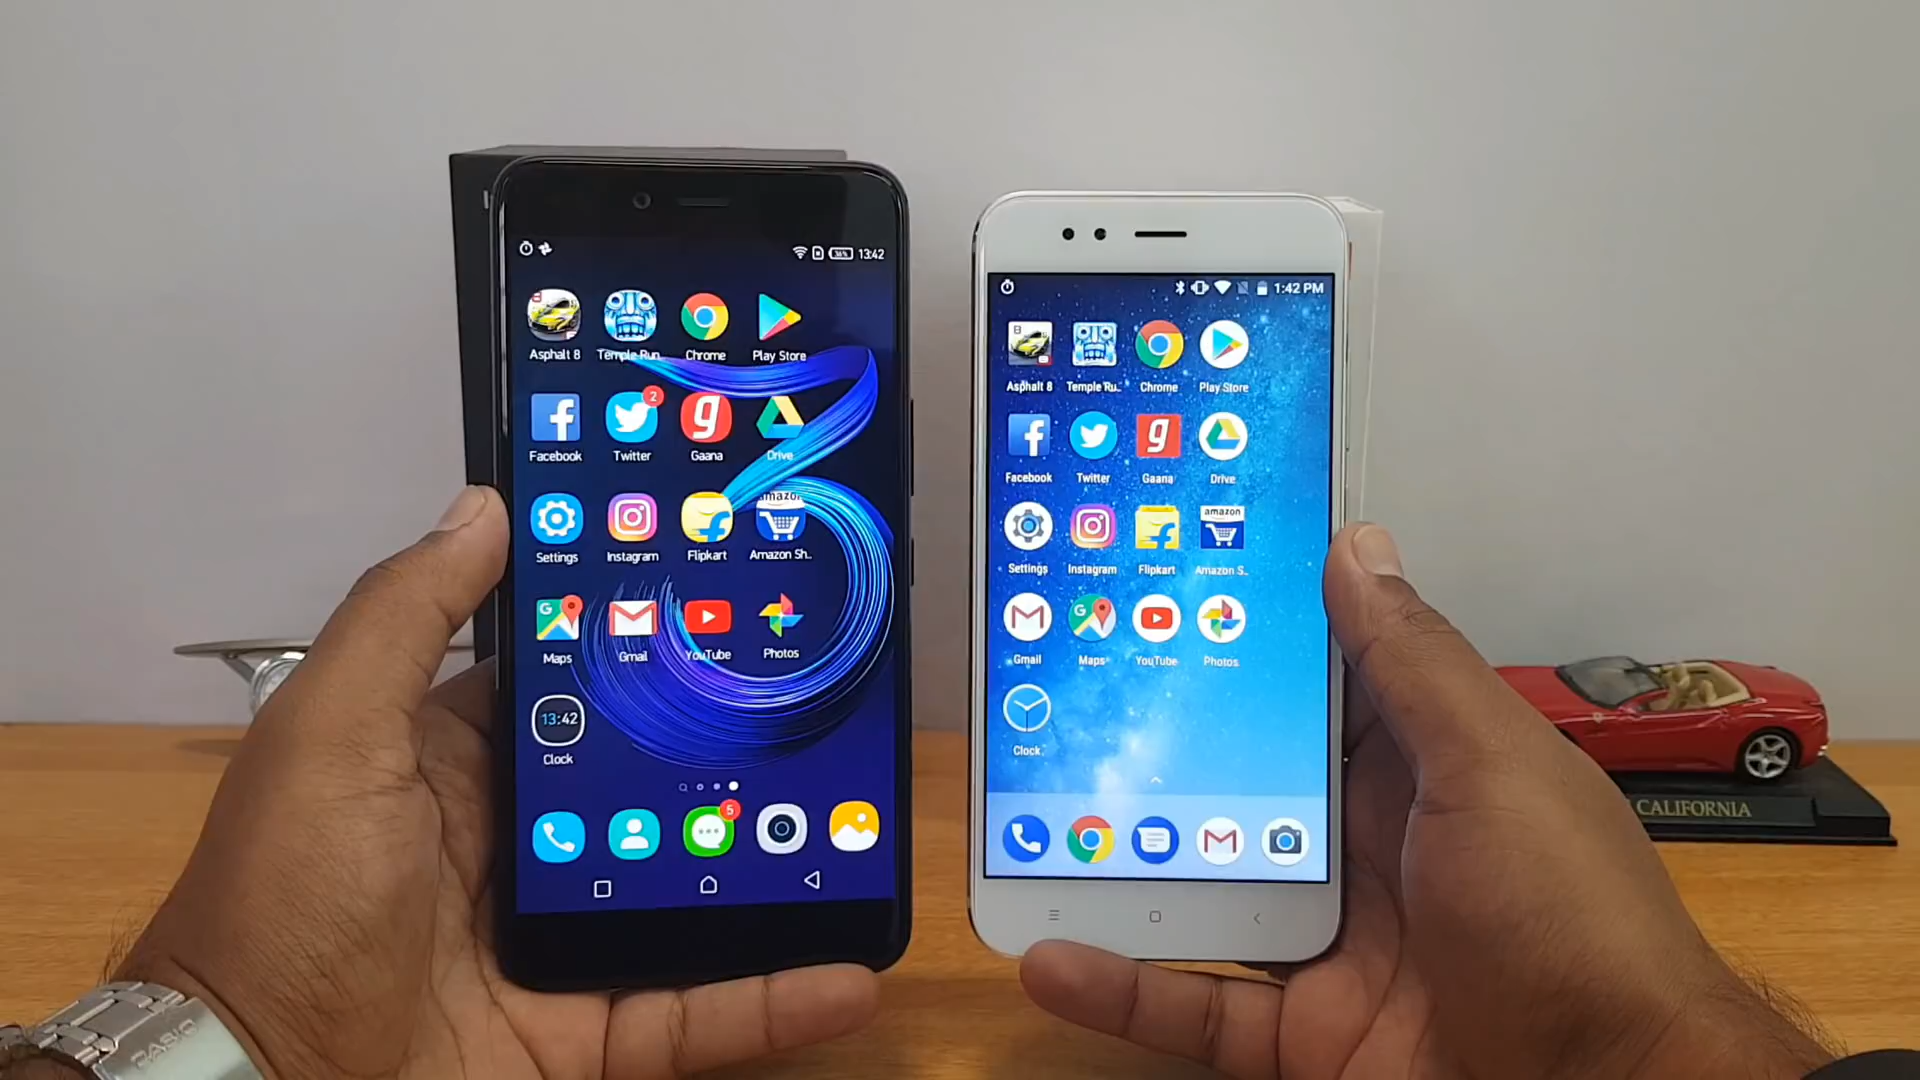 36% 13:42
Asphalt 8 Temple Run.. Chrome Play Store
2
Facebook Twitter Gaana Drive
amazon
Settings Instagram Flipkart Amazon Sh..
Maps Gmail YouTube Photos
13:42
Clock
5
1:42 PM
Asphalt 8 Temple Ru.. Chrome Play Store
Facebook Twitter Gaana Drive
amazon
Settings Instagram Flipkart Amazon S..
Gmail Maps YouTube Photos
Clock
CALIFORNIA
CASIO